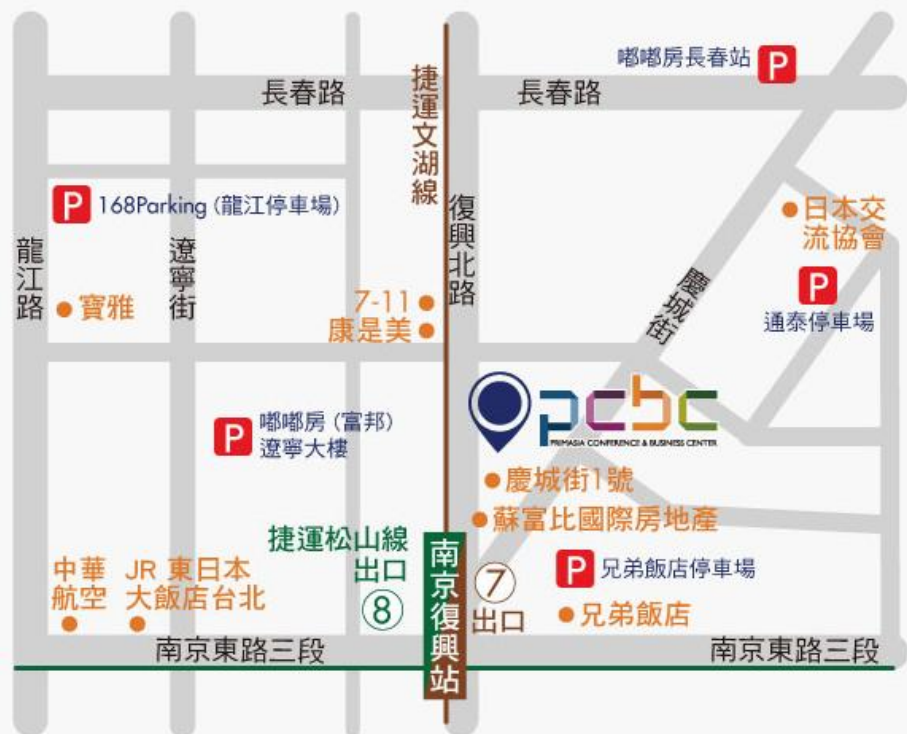 嘟嘟房長春站
P
長春路
捷運文湖線
長春路
P
168Parking (龍江停車場)
日本交
流協會
龍江路
遼寧街
復興北路
慶城街
P
通泰停車場
寶雅
7-11
康是美
pcbc
PRIMASIA CONFERENCE & BUSINESS CENTER
P
嘟嘟房 (富邦)
遼寧大樓
慶城街1號
蘇富比國際房地產
捷運松山線
出口
⑧
南京復興站
⑦
出口
P
兄弟飯店停車場
兄弟飯店
中華
航空
JR 東日本
大飯店台北
南京東路三段
南京東路三段